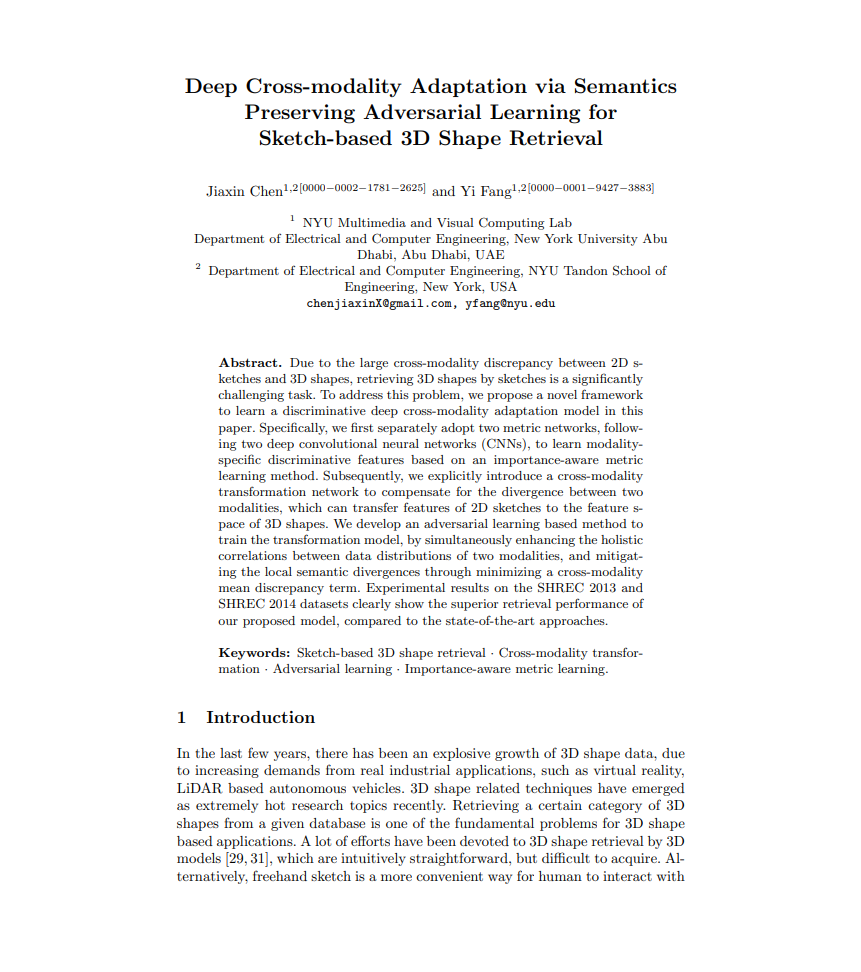 Deep Cross-modality Adaptation via Semantics
Preserving Adversarial Learning for
Sketch-based 3D Shape Retrieval
Jiaxin Chen1,2[0000−0002−1781−2625] and Yi Fang1,2[0000−0001−9427−3883]
1 NYU Multimedia and Visual Computing Lab
Department of Electrical and Computer Engineering, New York University Abu
Dhabi, Abu Dhabi, UAE
2 Department of Electrical and Computer Engineering, NYU Tandon School of
Engineering, New York, USA
chenjiaxinX@gmail.com, yfang@nyu.edu
Abstract. Due to the large cross-modality discrepancy between 2D s-
ketches and 3D shapes, retrieving 3D shapes by sketches is a significantly
challenging task. To address this problem, we propose a novel framework
to learn a discriminative deep cross-modality adaptation model in this
paper. Specifically, we first separately adopt two metric networks, follow-
ing two deep convolutional neural networks (CNNs), to learn modality-
specific discriminative features based on an importance-aware metric
learning method. Subsequently, we explicitly introduce a cross-modality
transformation network to compensate for the divergence between two
modalities, which can transfer features of 2D sketches to the feature s-
pace of 3D shapes. We develop an adversarial learning based method to
train the transformation model, by simultaneously enhancing the holistic
correlations between data distributions of two modalities, and mitigat-
ing the local semantic divergences through minimizing a cross-modality
mean discrepancy term. Experimental results on the SHREC 2013 and
SHREC 2014 datasets clearly show the superior retrieval performance of
our proposed model, compared to the state-of-the-art approaches.
Keywords: Sketch-based 3D shape retrieval · Cross-modality transfor-
mation · Adversarial learning · Importance-aware metric learning.
1 Introduction
In the last few years, there has been an explosive growth of 3D shape data, due
to increasing demands from real industrial applications, such as virtual reality,
LiDAR based autonomous vehicles. 3D shape related techniques have emerged
as extremely hot research topics recently. Retrieving a certain category of 3D
shapes from a given database is one of the fundamental problems for 3D shape
based applications. A lot of efforts have been devoted to 3D shape retrieval by 3D
models [29, 31], which are intuitively straightforward, but difficult to acquire. Al-
ternatively, freehand sketch is a more convenient way for human to interact with